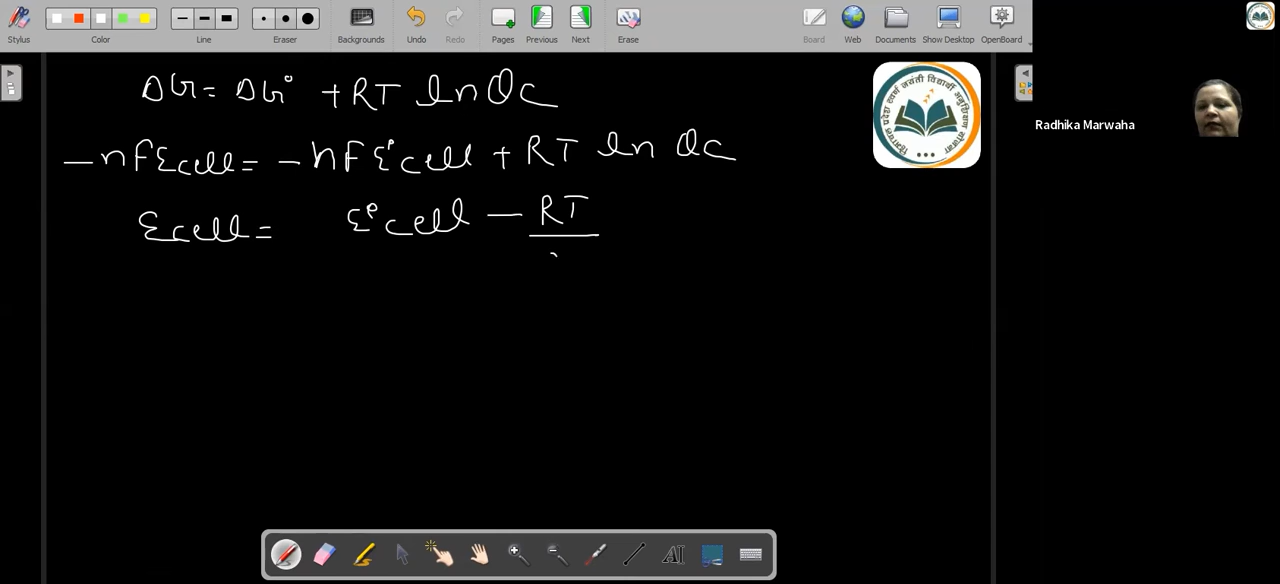 Stylus Color Line Eraser Backgrounds Undo Redo Pages Previous Next Erase Board Web Documents Show Desktop OpenBoard
ΔG = ΔG° + RT ln Qc
Radhika Marwaha
-nFEcell = -nFE°cell + RT ln Qc
Ecell = E°cell - RT